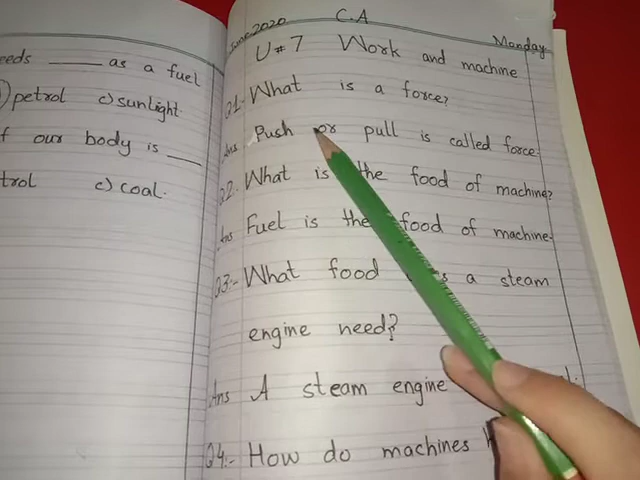 eeds ____ as a fuel
petrol c) sunlight.
f our body is ____
trol c) coal.
June 2020 C.A Monday
U#7 Work and machine
Q1:- What is a force?
Ans Push or pull is called force.
Q2:- What is the food of machine?
Ans Fuel is the food of machine.
Q3:- What food a steam
engine need?
Ans A steam engine
Q4:- How do machines